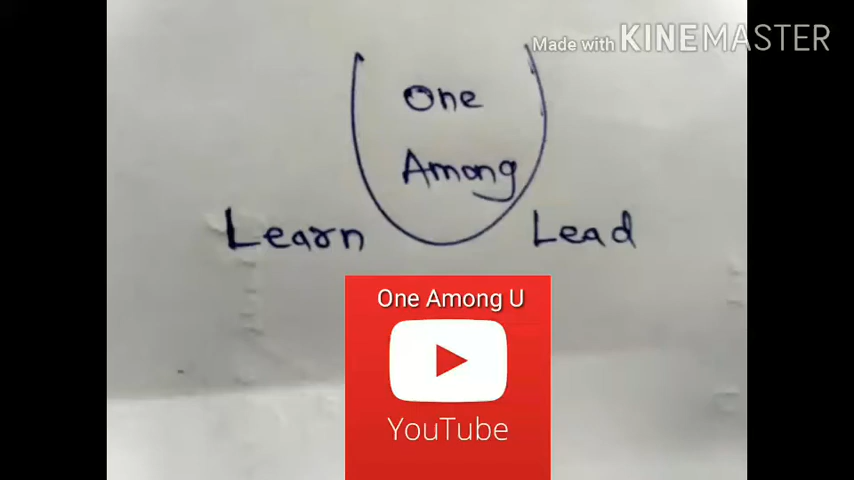 Made with KINEMASTER
One
Among
Learn Lead
One Among U
YouTube